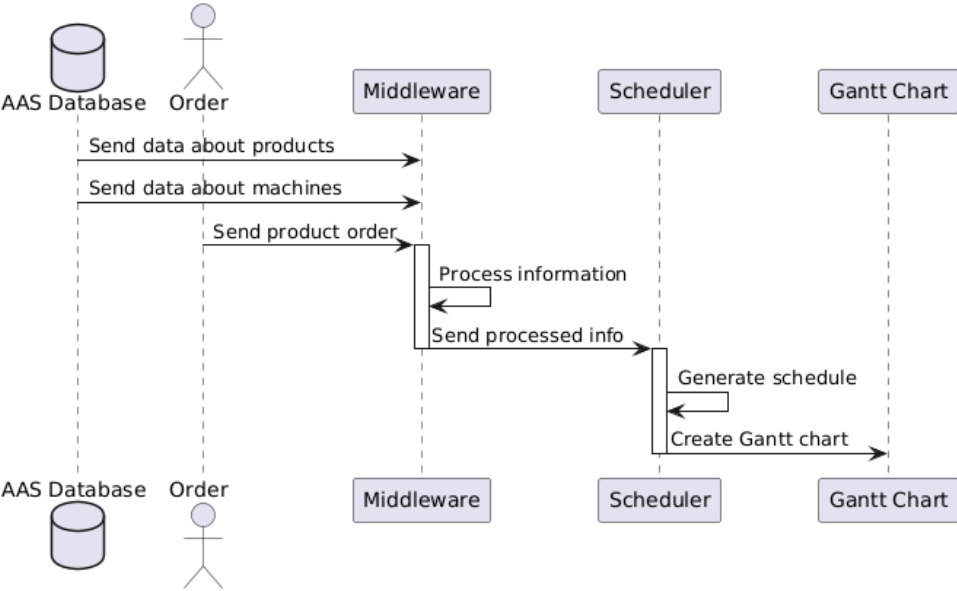 AAS Database
Order
Middleware
Scheduler
Gantt Chart
Send data about products
Send data about machines
Send product order
Process information
Send processed info
Generate schedule
Create Gantt chart
AAS Database
Order
Middleware
Scheduler
Gantt Chart